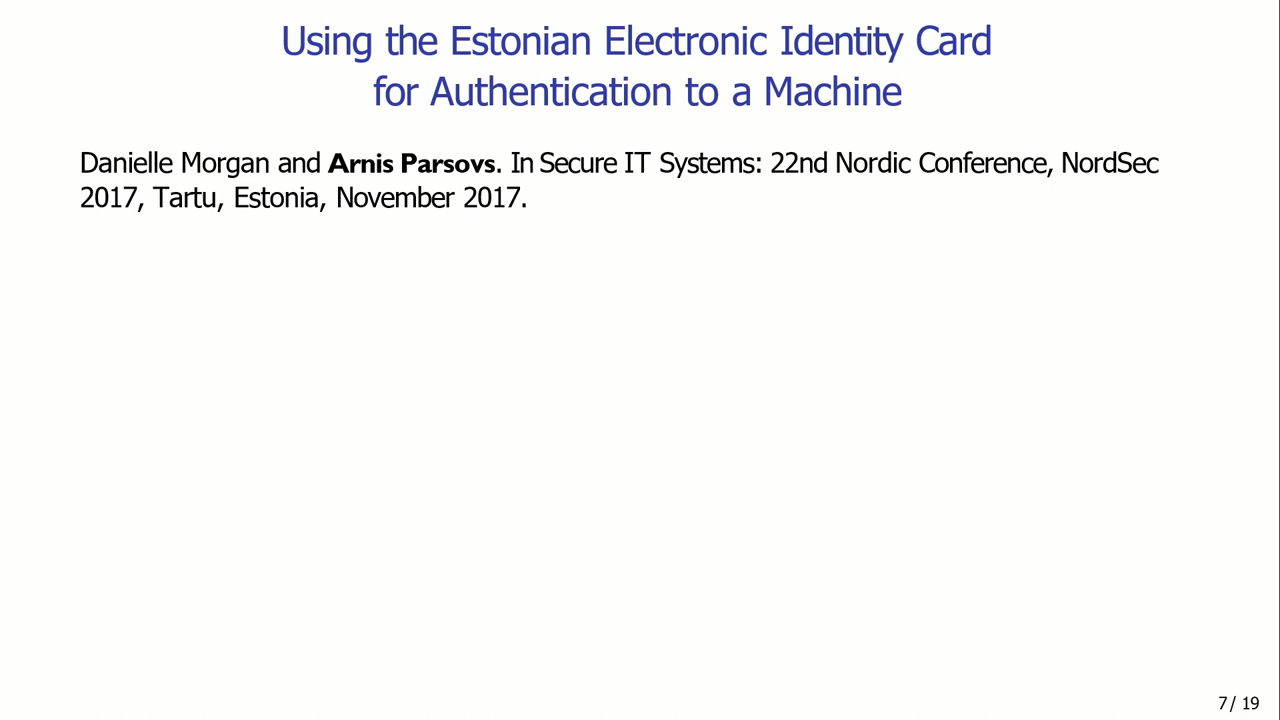 Using the Estonian Electronic Identity Card
for Authentication to a Machine
Danielle Morgan and Arnis Parsovs. In Secure IT Systems: 22nd Nordic Conference, NordSec
2017, Tartu, Estonia, November 2017.
7 / 19